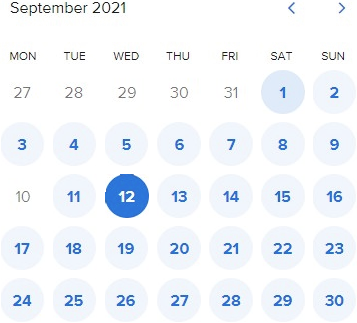 September 2021 < >
MON TUE WED THU FRI SAT SUN
27 28 29 30 31 1 2
3 4 5 6 7 8 9
10 11 12 13 14 15 16
17 18 19 20 21 22 23
24 25 26 27 28 29 30